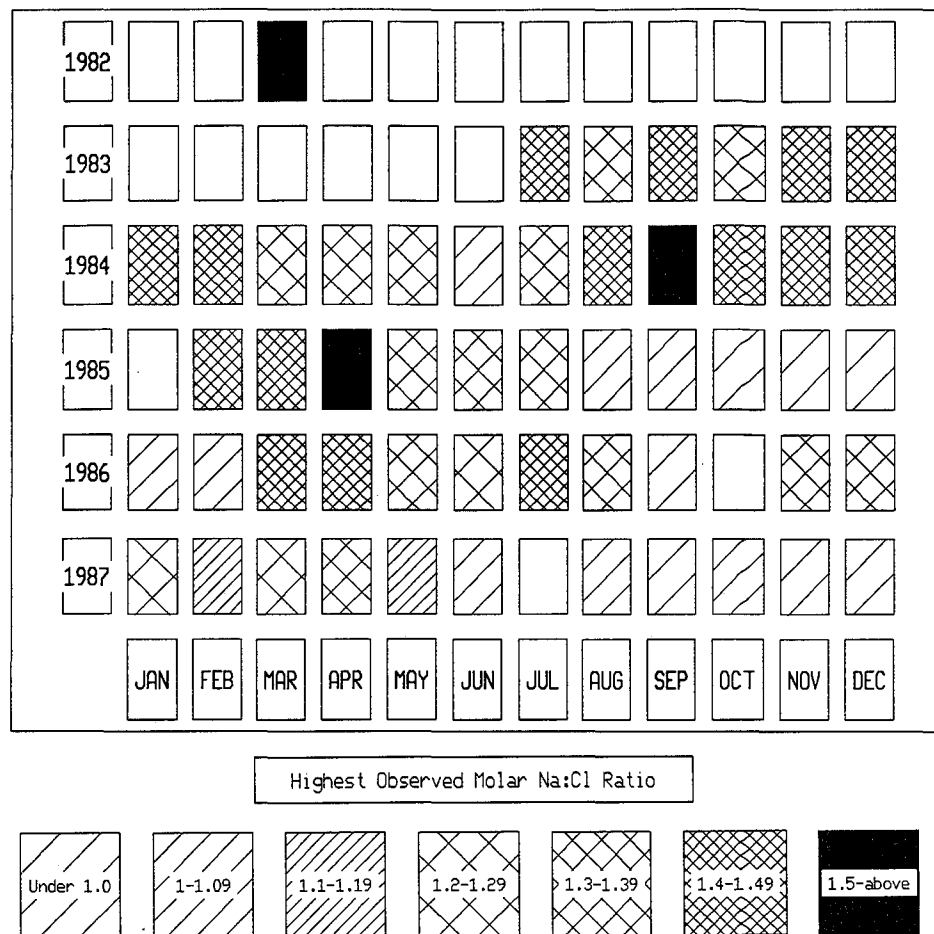 1982
1983
1984
1985
1986
1987
JAN FEB MAR APR MAY JUN JUL AUG SEP OCT NOV DEC
Highest Observed Molar Na:Cl Ratio
Under 1.0 1-1.09 1.1-1.19 1.2-1.29 1.3-1.39 1.4-1.49 1.5-above